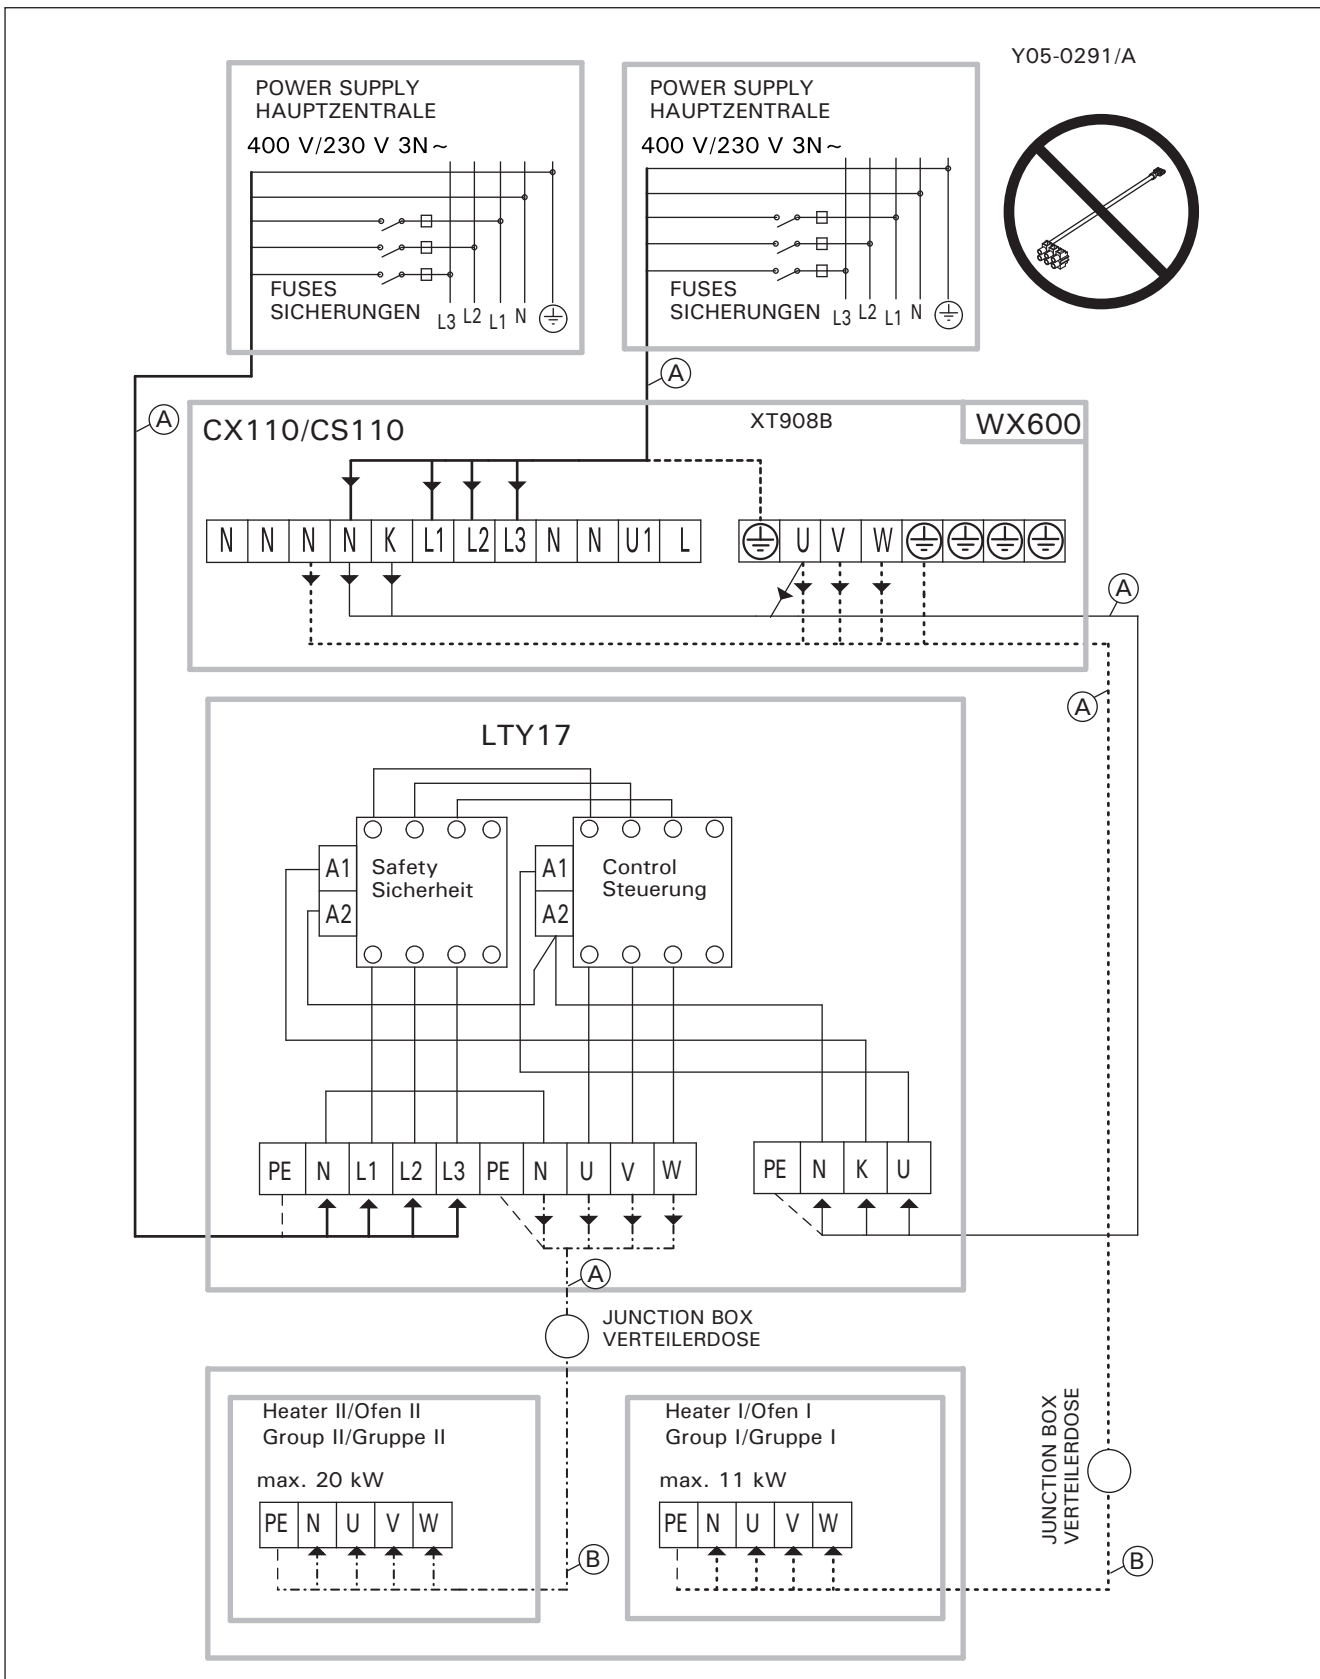 Y05-0291/A
POWER SUPPLY
HAUPTZENTRALE
400 V/230 V 3N~
FUSES
SICHERUNGEN
L3 L2 L1 N
POWER SUPPLY
HAUPTZENTRALE
400 V/230 V 3N~
FUSES
SICHERUNGEN
L3 L2 L1 N
A
A
CX110/CS110
XT908B
WX600
N N N N K L1 L2 L3 N N U1 L
U V W
A
A
LTY17
A1
Safety
Sicherheit
A2
A1
Control
Steuerung
A2
PE N L1 L2 L3 PE N U V W
PE N K U
A
JUNCTION BOX
VERTEILERDOSE
Heater II/Ofen II
Group II/Gruppe II
max. 20 kW
PE N U V W
B
Heater I/Ofen I
Group I/Gruppe I
max. 11 kW
PE N U V W
JUNCTION BOX
VERTEILERDOSE
B